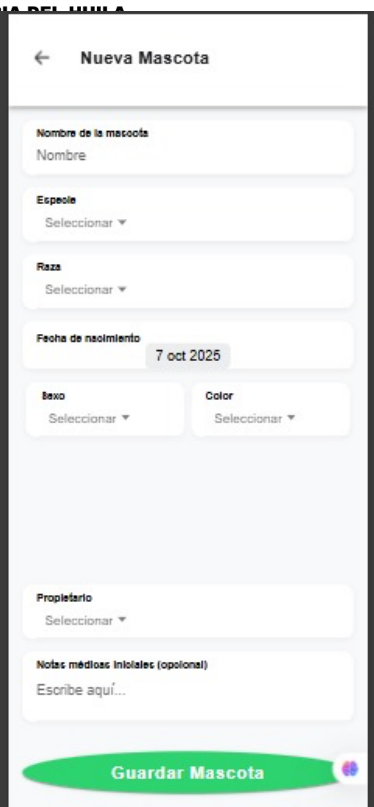 Nueva Mascota
Nombre de la mascota
Nombre
Especie
Seleccionar
Raza
Seleccionar
Fecha de nacimiento
7 oct 2025
Sexo Color
Seleccionar Seleccionar
Propietario
Seleccionar
Notas médicas iniciales (opcional)
Escribe aquí...
Guardar Mascota